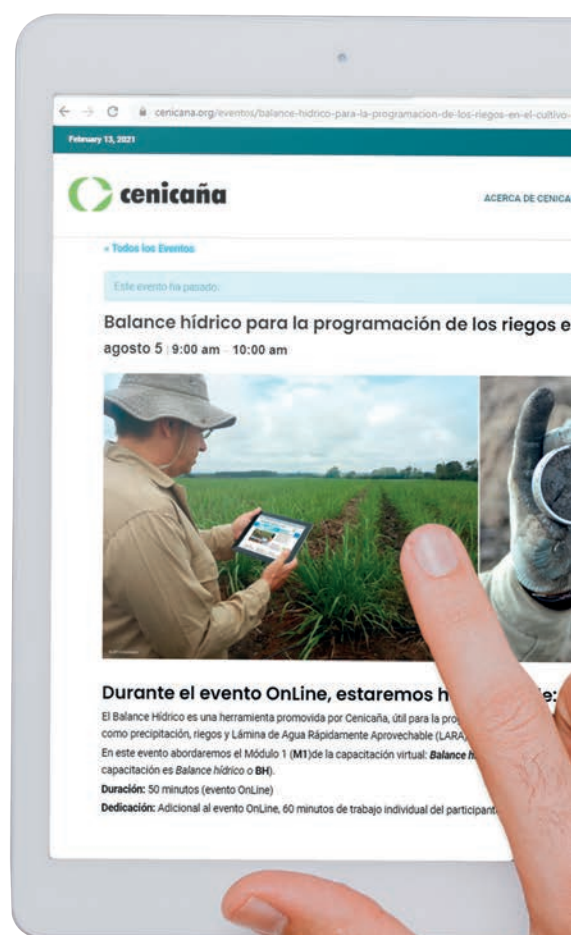 cenicana.org/eventos/balance-hidrico-para-la-programacion-de-los-riegos-en-el-cultivo-
February 13, 2021
cenicaña
ACERCA DE CENICA
« Todos los Eventos
Este evento ha pasado.
Balance hídrico para la programación de los riegos e
agosto 5 | 9:00 am - 10:00 am
Durante el evento OnLine, estaremos h de:
El Balance Hídrico es una herramienta promovida por Cenicaña, útil para la prog
como precipitación, riegos y Lámina de Agua Rápidamente Aprovechable (LARA)
En este evento abordaremos el Módulo 1 (M1)de la capacitación virtual: Balance h
capacitación es Balance hídrico o BH).
Duración: 50 minutos (evento OnLine)
Dedicación: Adicional al evento OnLine, 60 minutos de trabajo individual del participant